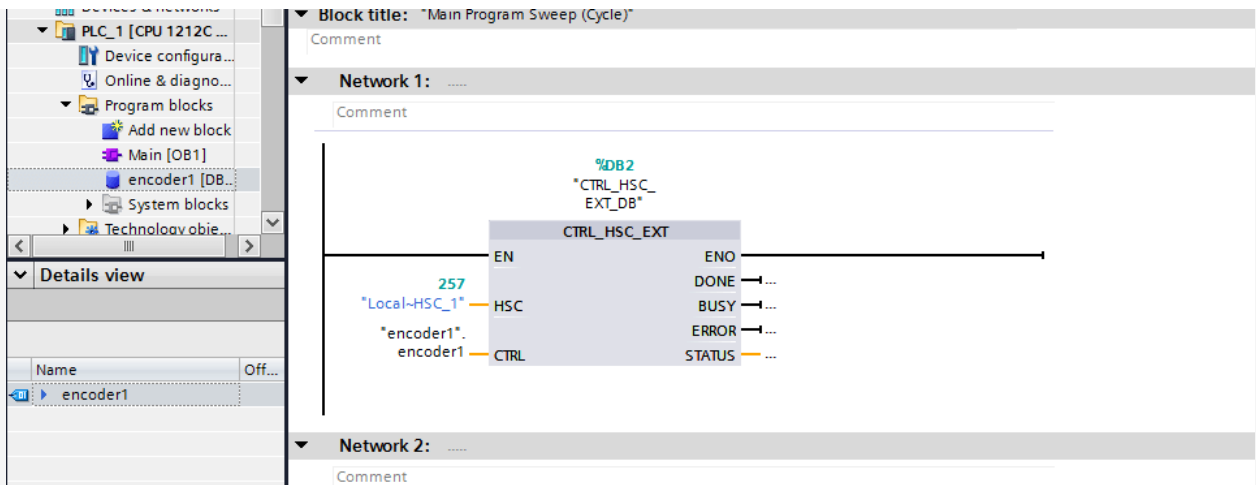 Devices & networks
PLC_1 [CPU 1212C ...
Device configura...
Online & diagno...
Program blocks
Add new block
Main [OB1]
encoder1 [DB...
System blocks
Technology obje...
Details view
Name Off...
encoder1
Block title: "Main Program Sweep (Cycle)"
Comment
Network 1: .....
Comment
%DB2
"CTRL_HSC_
EXT_DB"
CTRL_HSC_EXT
EN ENO
DONE ...
257
"Local~HSC_1" HSC BUSY ...
"encoder1". ERROR ...
encoder1 CTRL STATUS ...
Network 2: .....
Comment